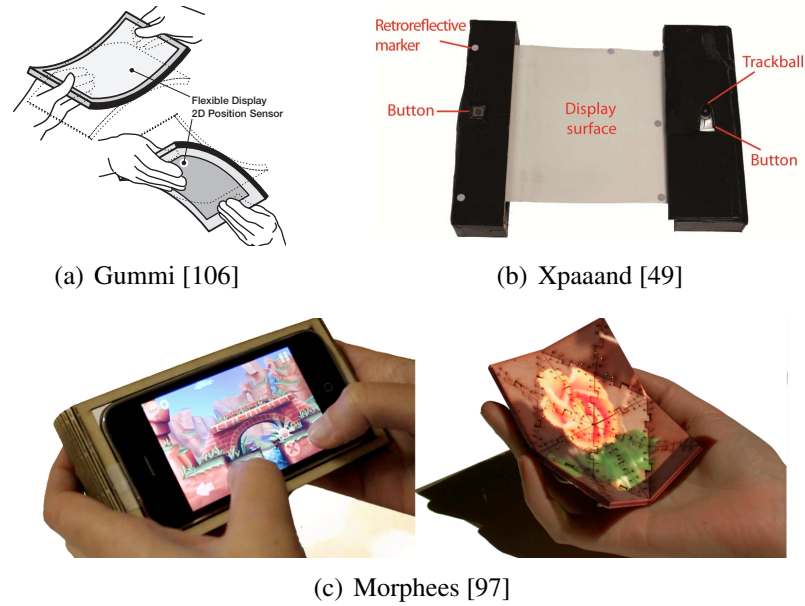 Flexible Display
2D Position Sensor
(a) Gummi [106]
Retroreflective
marker
Button
Display
surface
Trackball
Button
(b) Xpaaand [49]
(c) Morphees [97]